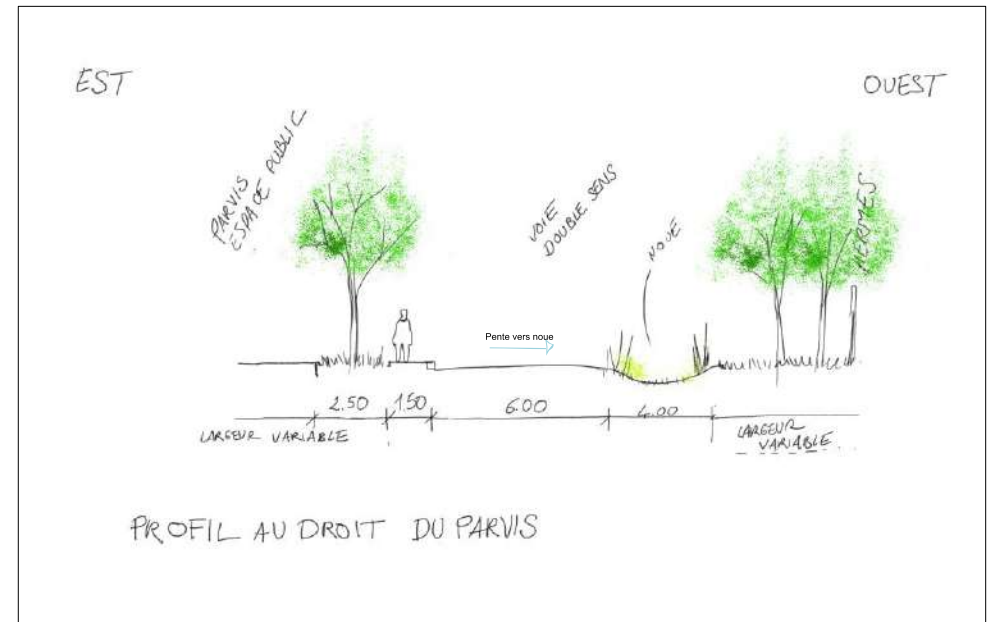 EST
OUEST
PARVIS
ESPACE PUBLIC
VOIE
DOUBLE SENS
NOUE
HERMES
Pente vers noue
2.50
1.50
6.00
4.00
LARGEUR VARIABLE
LARGEUR
VARIABLE
PROFIL AU DROIT DU PARVIS